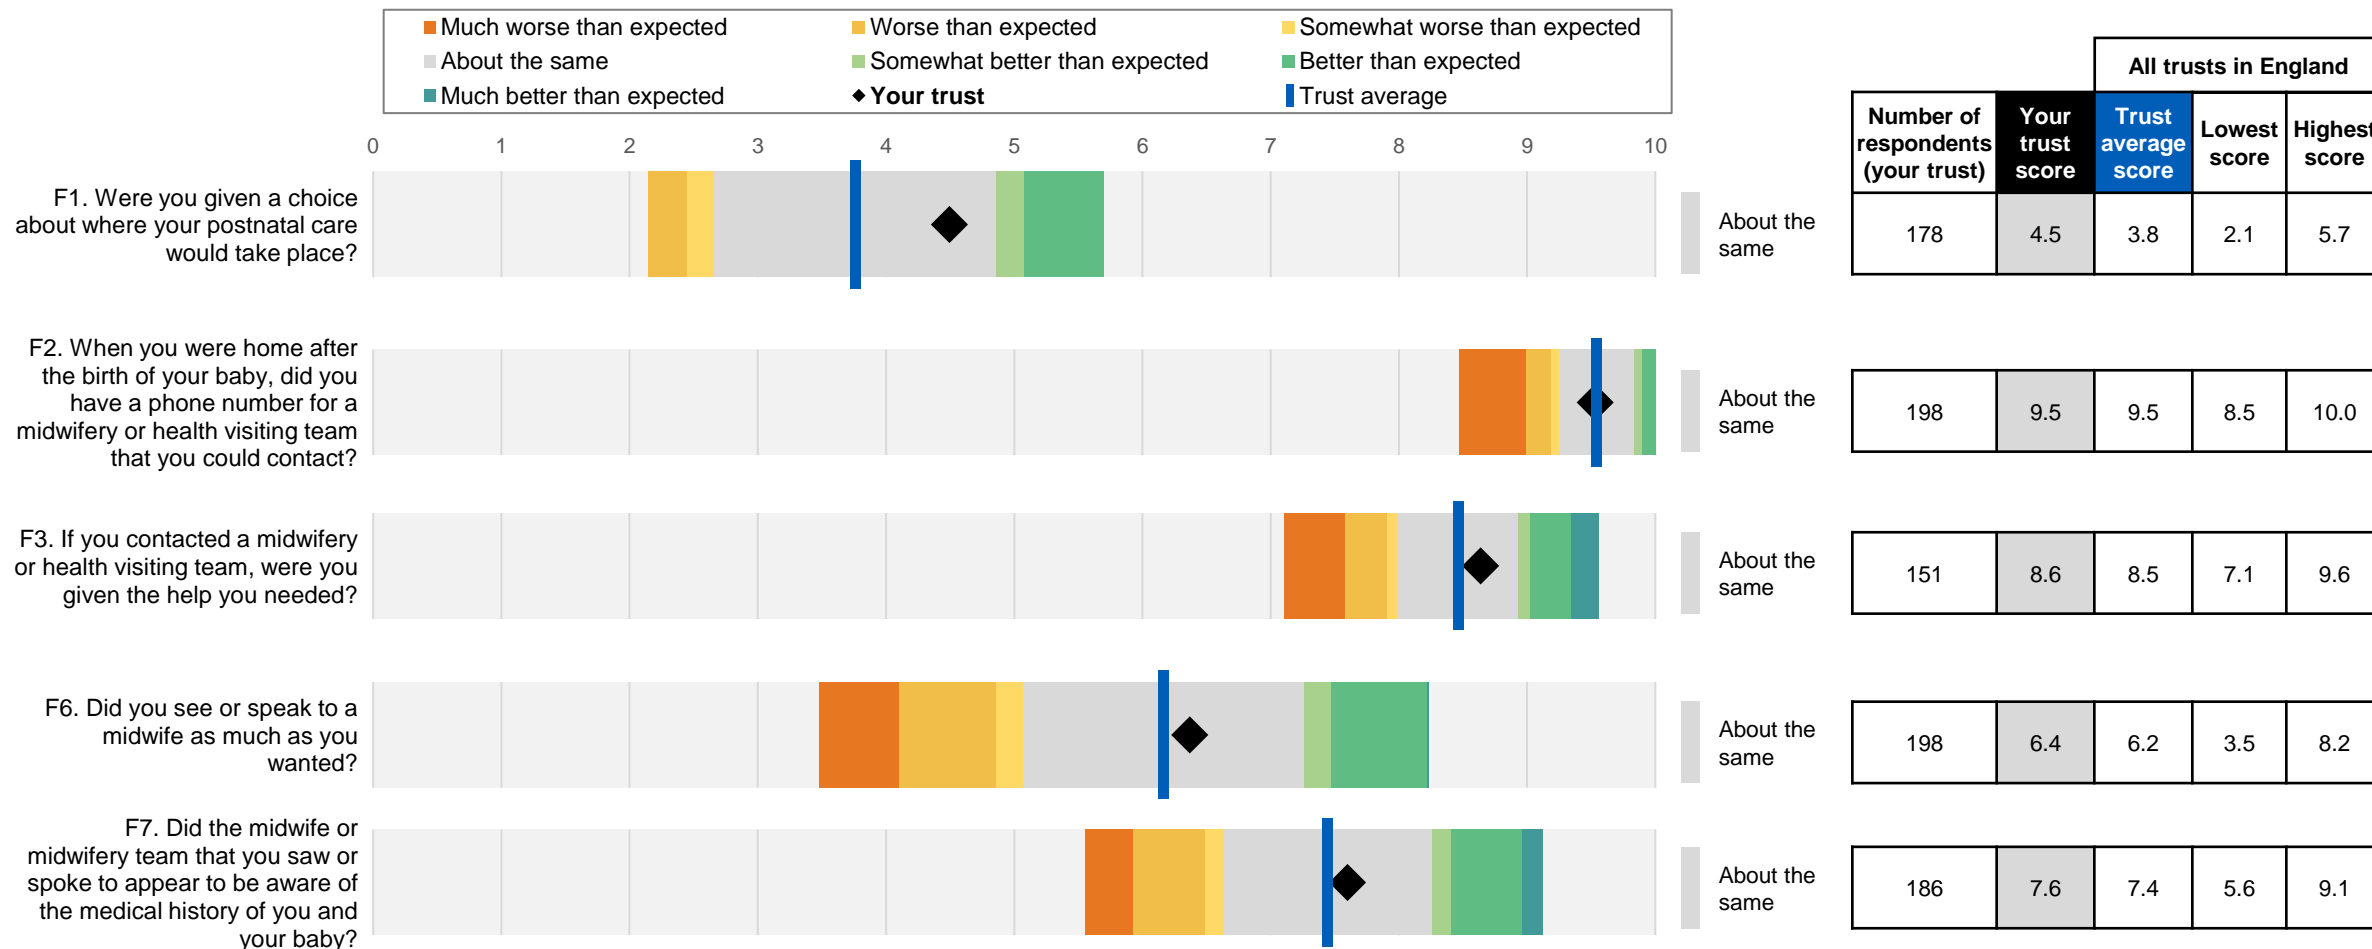 Much worse than expected
Worse than expected
Somewhat worse than expected
About the same
Somewhat better than expected
Better than expected
Much better than expected
Your trust
Trust average
All trusts in England
Number of respondents (your trust)
Your trust score
Trust average score
Lowest score
Highest score
0 1 2 3 4 5 6 7 8 9 10
F1. Were you given a choice
about where your postnatal care
would take place?
About the
same
178 4.5 3.8 2.1 5.7
F2. When you were home after
the birth of your baby, did you
have a phone number for a
midwifery or health visiting team
that you could contact?
About the
same
198 9.5 9.5 8.5 10.0
F3. If you contacted a midwifery
or health visiting team, were you
given the help you needed?
About the
same
151 8.6 8.5 7.1 9.6
F6. Did you see or speak to a
midwife as much as you
wanted?
About the
same
198 6.4 6.2 3.5 8.2
F7. Did the midwife or
midwifery team that you saw or
spoke to appear to be aware of
the medical history of you and
your baby?
About the
same
186 7.6 7.4 5.6 9.1